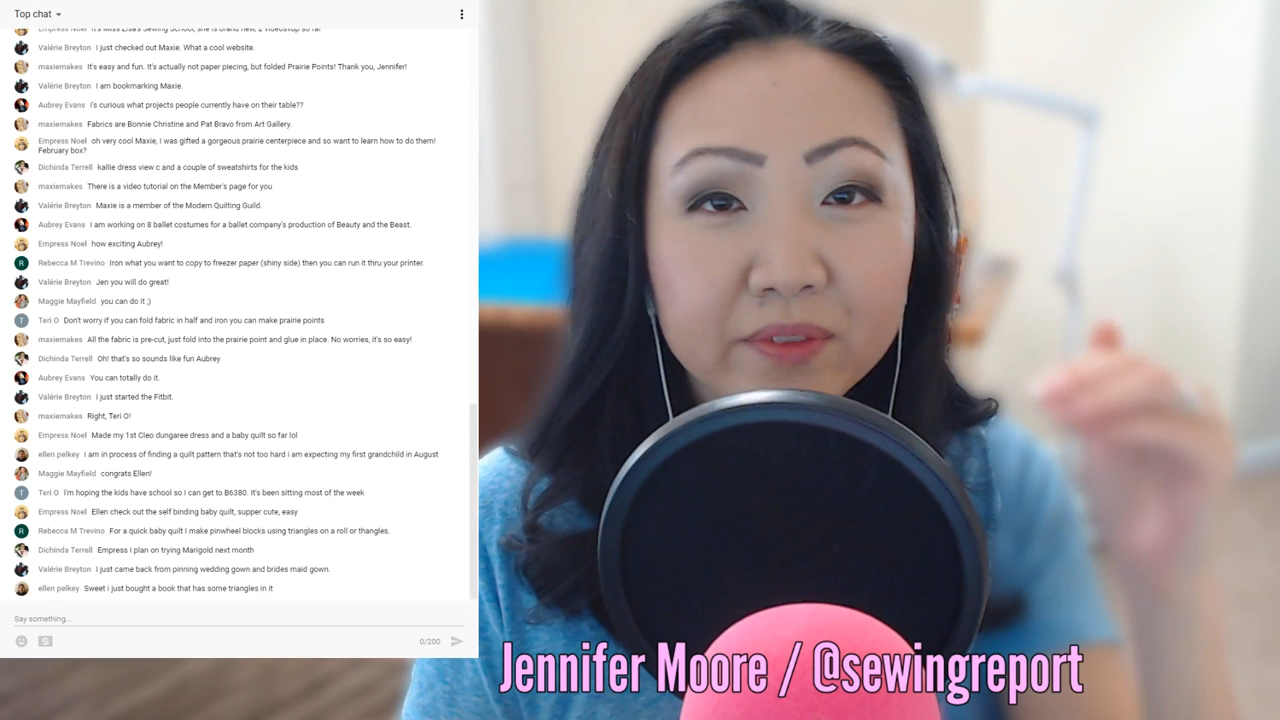 Top chat
Empress Noel It's Miss Elisa's Sewing School, she is brand new, 2 videos up so far
Valérie Breyton I just checked out Maxie. What a cool website.
maxiemakes It's easy and fun. It's actually not paper piecing, but folded Prairie Points! Thank you, Jennifer!
Valérie Breyton I am bookmarking Maxie.
Aubrey Evans I's curious what projects people currently have on their table??
maxiemakes Fabrics are Bonnie Christine and Pat Bravo from Art Gallery.
Empress Noel oh very cool Maxie, I was gifted a gorgeous prairie centerpiece and so want to learn how to do them!
February box?
Dichinda Terrell kallie dress view c and a couple of sweatshirts for the kids
maxiemakes There is a video tutorial on the Member's page for you
Valérie Breyton Maxie is a member of the Modern Quilting Guild.
Aubrey Evans I am working on 8 ballet costumes for a ballet company's production of Beauty and the Beast.
Empress Noel how exciting Aubrey!
R Rebecca M Trevino Iron what you want to copy to freezer paper (shiny side) then you can run it thru your printer.
Valérie Breyton Jen you will do great!
Maggie Mayfield you can do it ;)
T Teri O Don't worry if you can fold fabric in half and iron you can make prairie points
maxiemakes All the fabric is pre-cut, just fold into the prairie point and glue in place. No worries, it's so easy!
Dichinda Terrell Oh! that's so sounds like fun Aubrey
Aubrey Evans You can totally do it.
Valérie Breyton I just started the Fitbit.
maxiemakes Right, Teri O!
Empress Noel Made my 1st Cleo dungaree dress and a baby quilt so far lol
ellen pelkey I am in process of finding a quilt pattern that's not too hard i am expecting my first grandchild in August
Maggie Mayfield congrats Ellen!
T Teri O I'm hoping the kids have school so I can get to B6380. It's been sitting most of the week
Empress Noel Ellen check out the self binding baby quilt, supper cute, easy
R Rebecca M Trevino For a quick baby quilt I make pinwheel blocks using triangles on a roll or thangles.
Dichinda Terrell Empress I plan on trying Marigold next month
Valérie Breyton I just came back from pinning wedding gown and brides maid gown.
ellen pelkey Sweet i just bought a book that has some triangles in it
Say something...
0/200
Jennifer Moore / @sewingreport